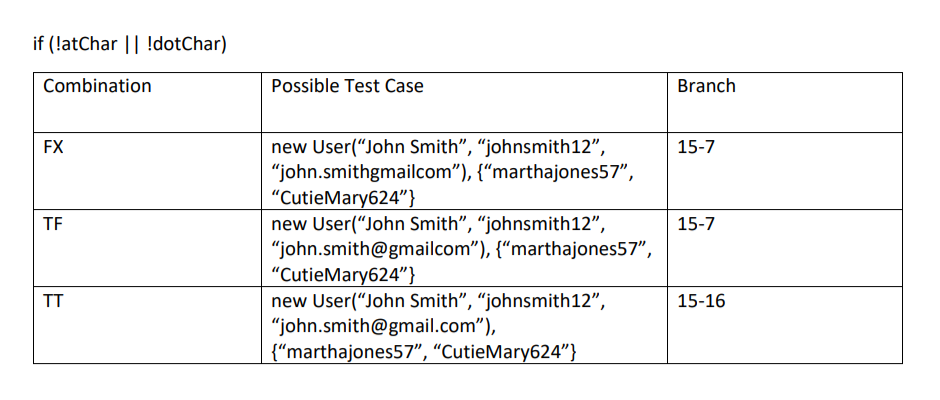 if (!atChar || !dotChar)
Combination
Possible Test Case
Branch
FX
new User(“John Smith”, “johnsmith12”,
“john.smithgmailcom”), {“marthajones57”,
“CutieMary624”}
15-7
TF
new User(“John Smith”, “johnsmith12”,
“john.smith@gmailcom”), {“marthajones57”,
“CutieMary624”}
15-7
TT
new User(“John Smith”, “johnsmith12”,
“john.smith@gmail.com”),
{“marthajones57”, “CutieMary624”}
15-16